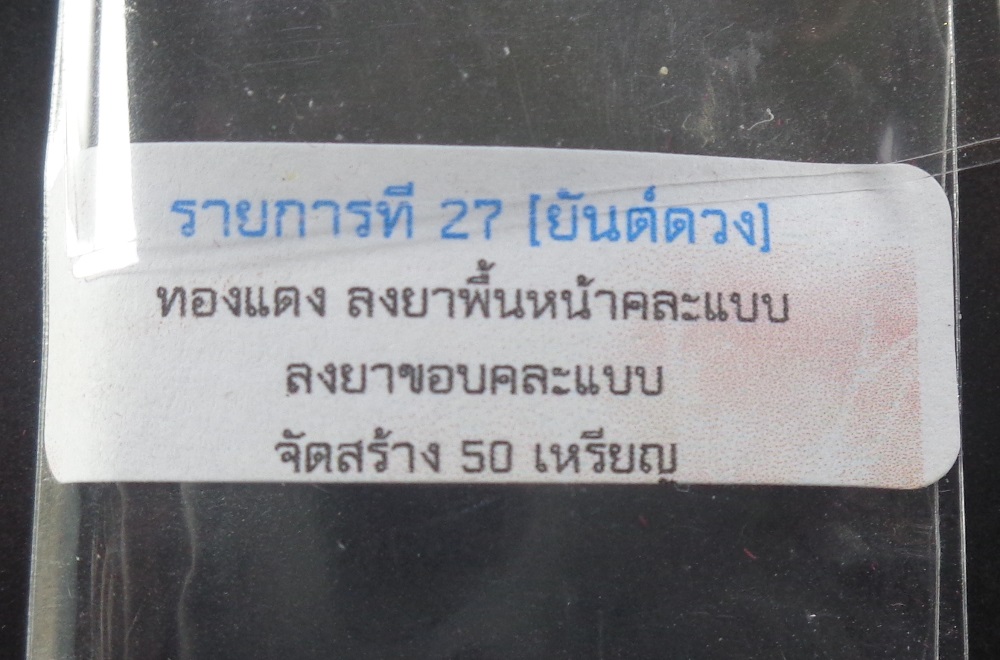 รายการที่ 27 [ยันต์ดวง]
ทองแดง ลงยาพื้นหน้าคละแบบ
ลงยาขอบคละแบบ
จัดสร้าง 50 เหรียญ